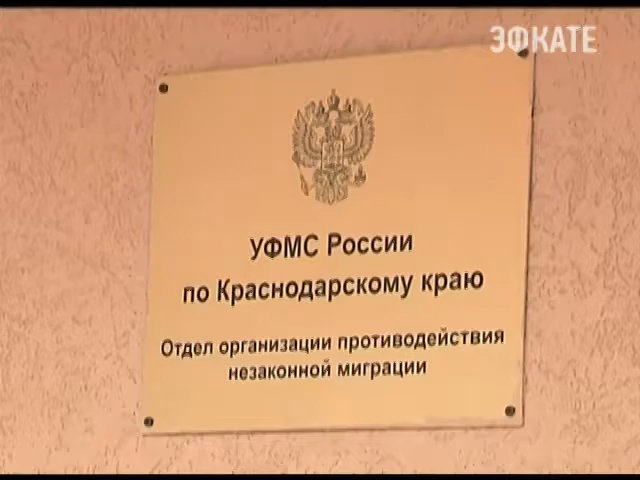 ЭФКАТЕ
УФМС России
по Краснодарскому краю
Отдел организации противодействия
незаконной миграции